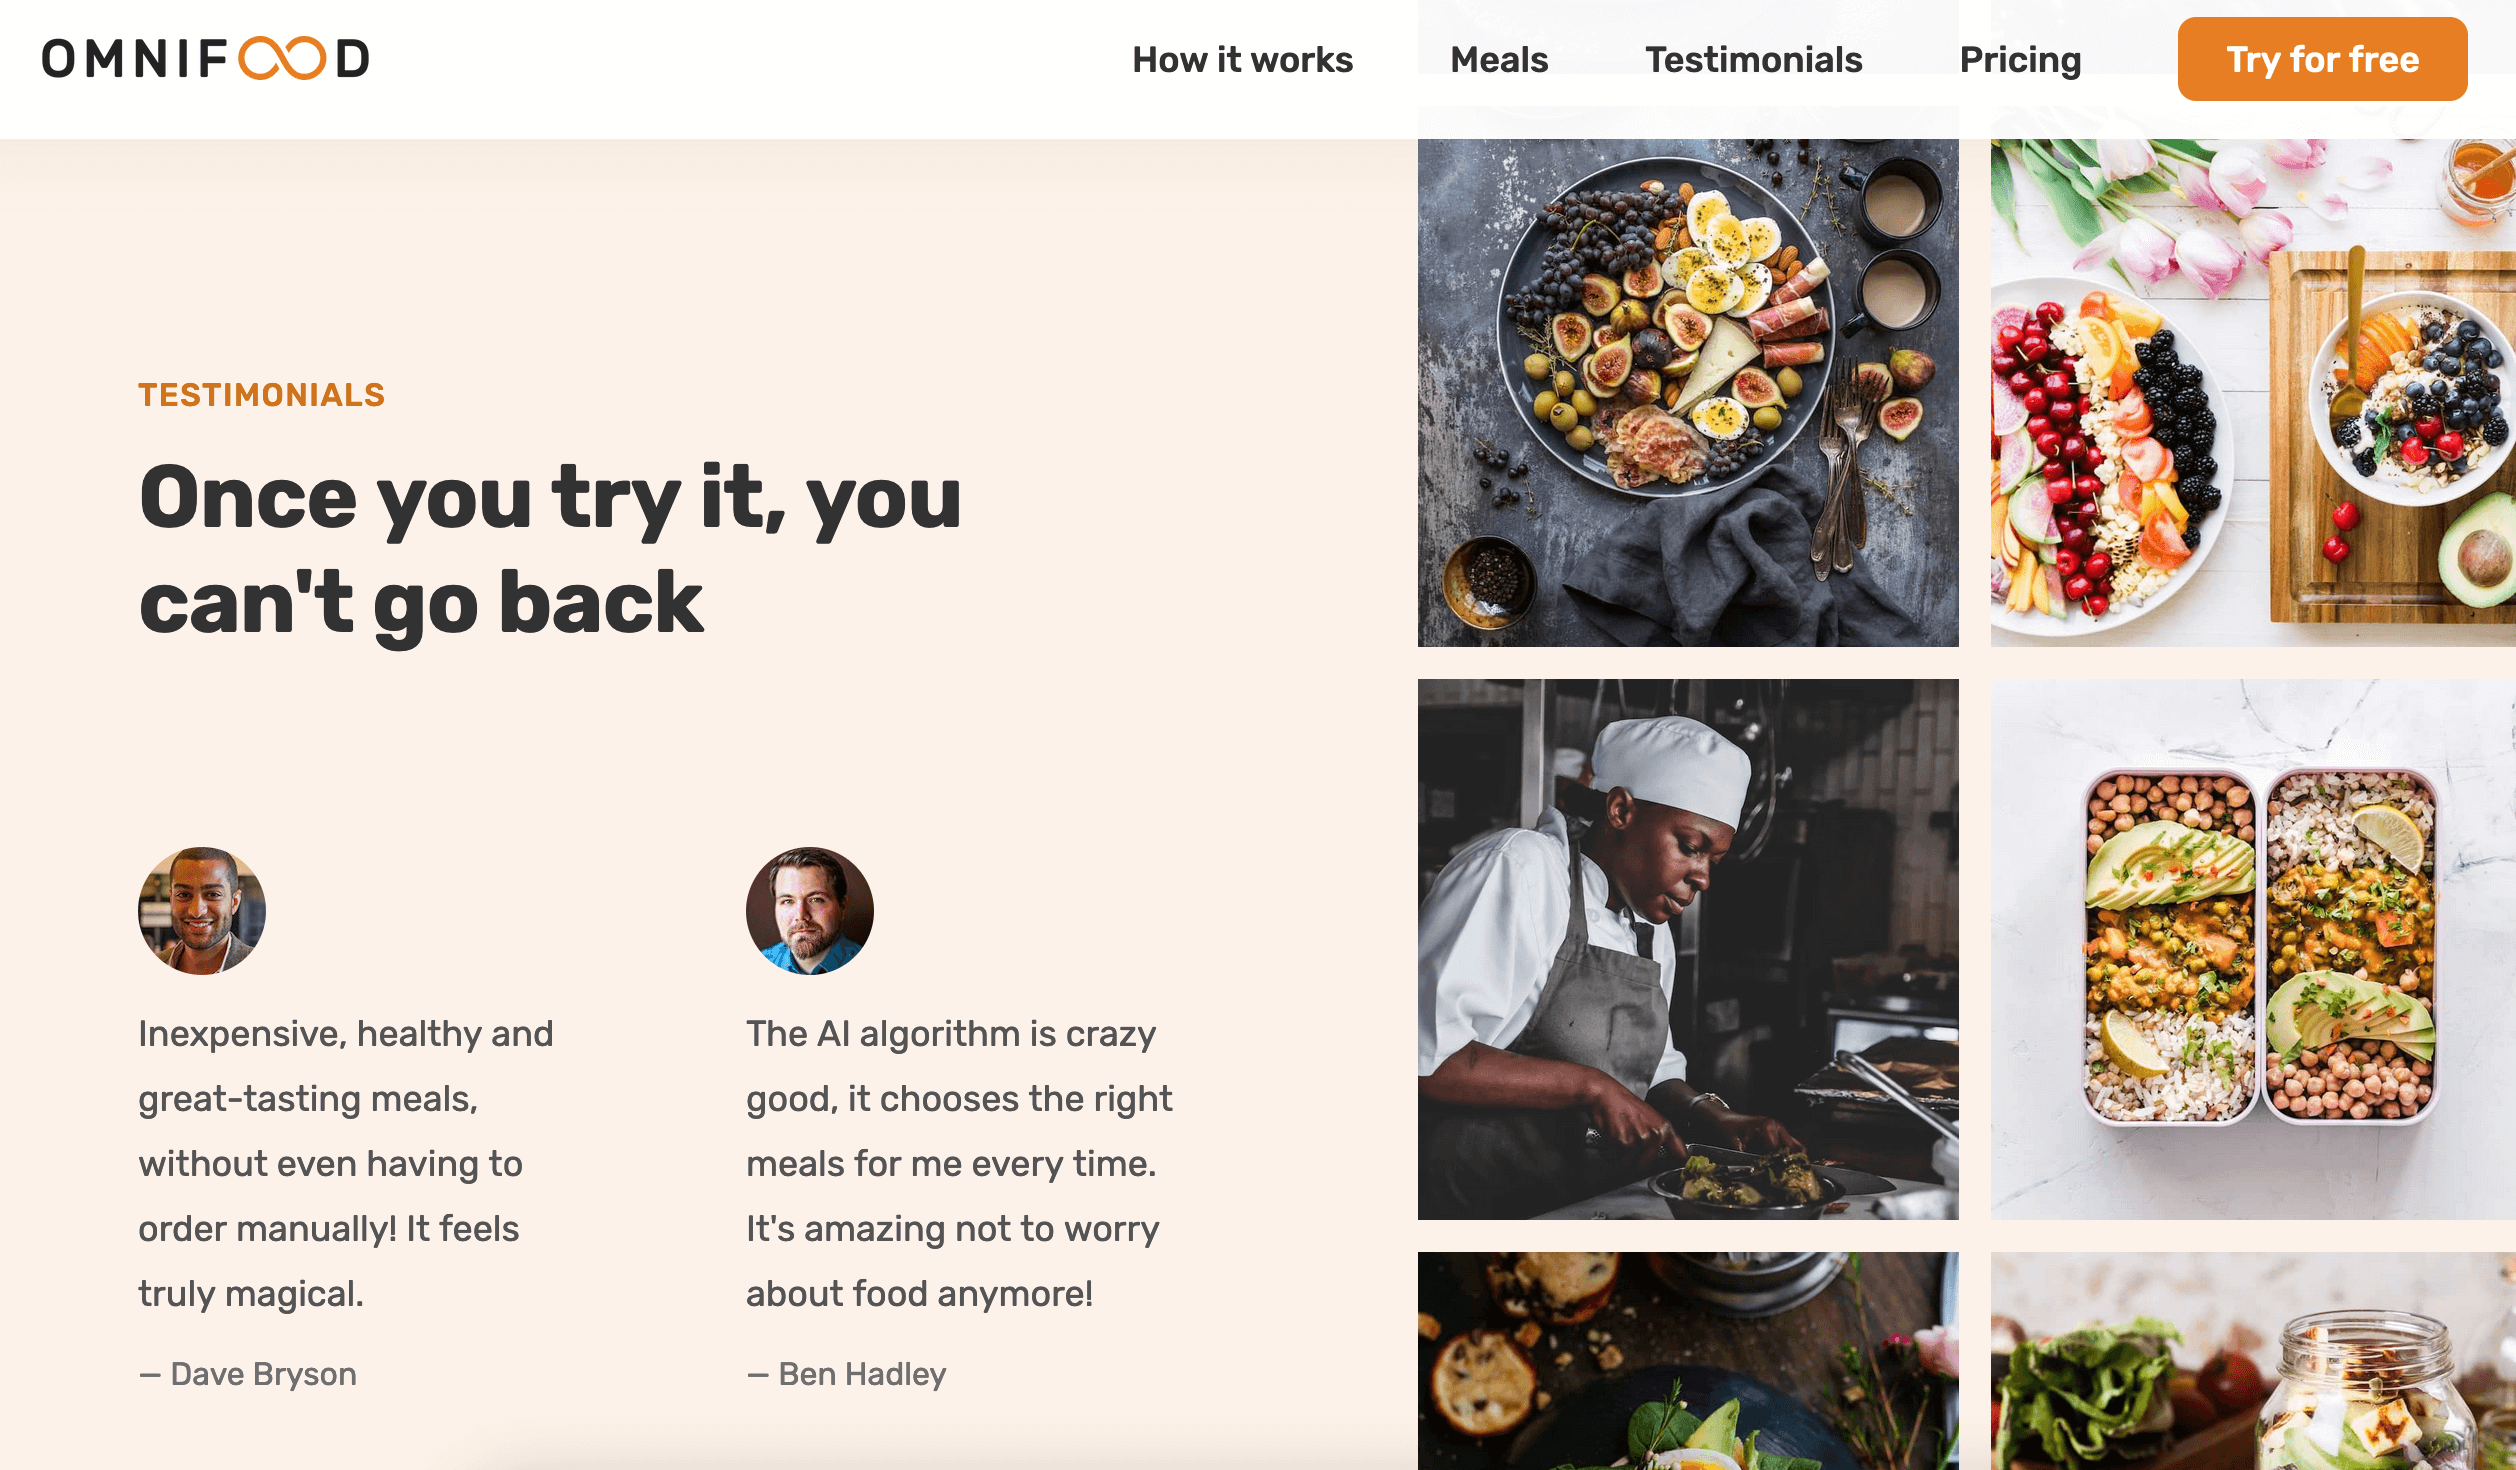 OMNIFOOD
How it works Meals Testimonials Pricing Try for free
TESTIMONIALS
Once you try it, you
can't go back
Inexpensive, healthy and
great-tasting meals,
without even having to
order manually! It feels
truly magical.
— Dave Bryson
The AI algorithm is crazy
good, it chooses the right
meals for me every time.
It's amazing not to worry
about food anymore!
— Ben Hadley